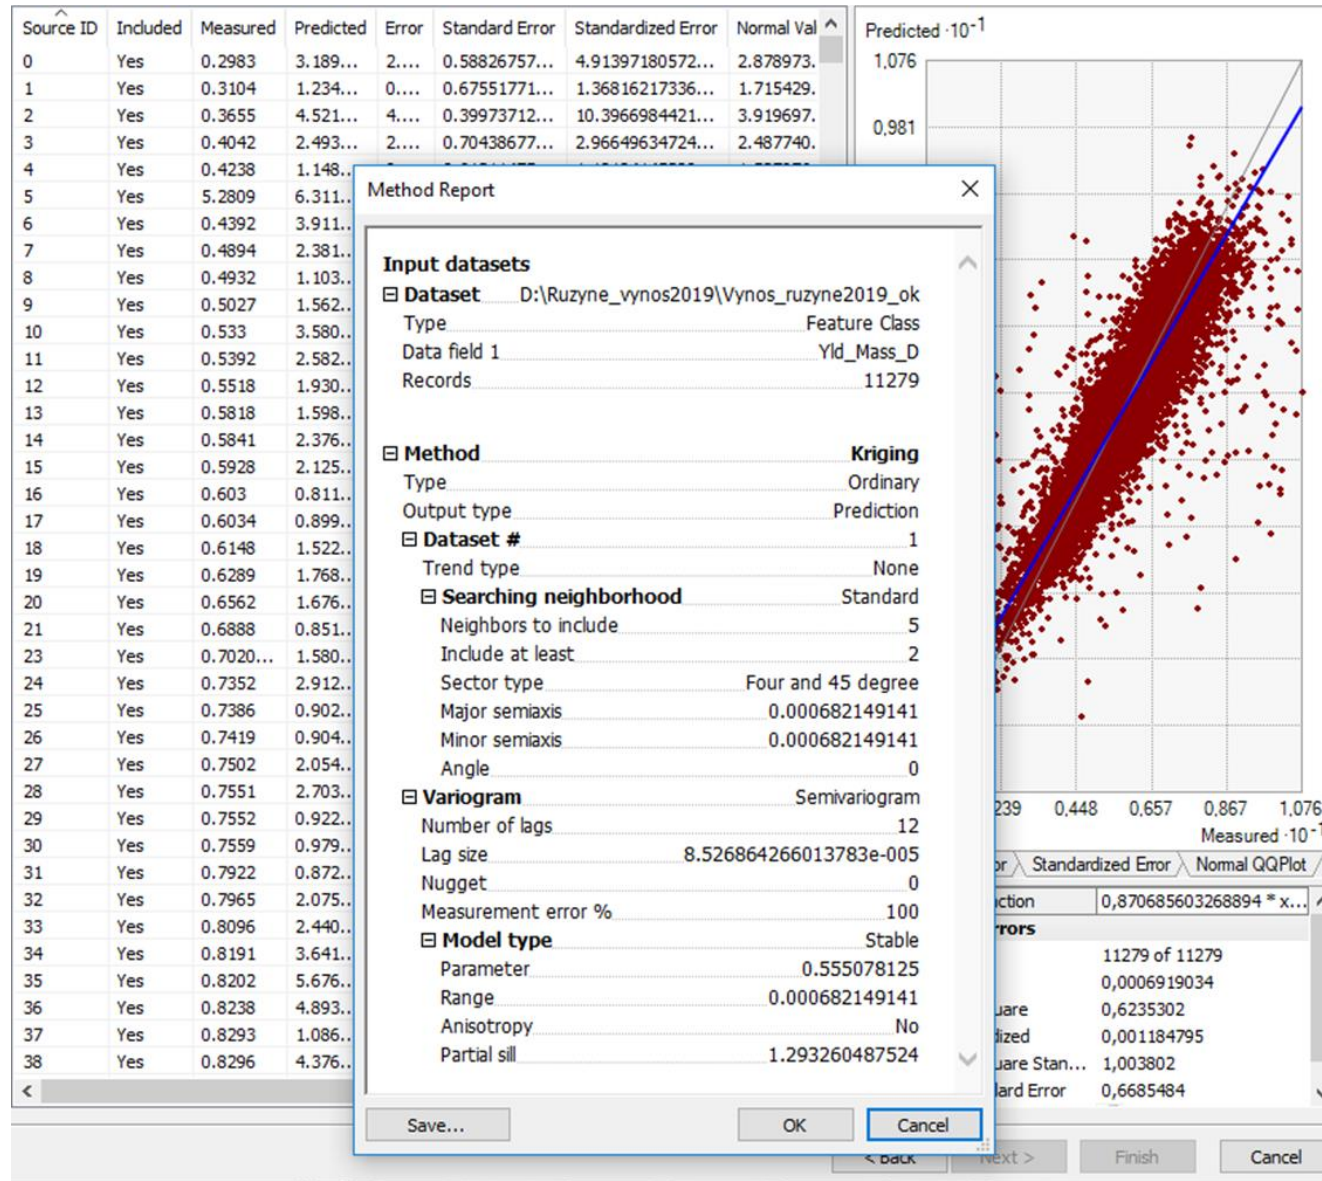 Source ID Included Measured Predicted Error Standard Error Standardized Error Normal Val
0 Yes 0.2983 3.189... 2.... 0.58826757... 4.91397180572... 2.878973.
1 Yes 0.3104 1.234... 0.... 0.67551771... 1.36816217336... 1.715429.
2 Yes 0.3655 4.521... 4.... 0.39973712... 10.3966984421... 3.919697.
3 Yes 0.4042 2.493... 2.... 0.70438677... 2.96649634724... 2.487740.
4 Yes 0.4238 1.148..
5 Yes 5.2809 6.311..
6 Yes 0.4392 3.911..
7 Yes 0.4894 2.381..
8 Yes 0.4932 1.103..
9 Yes 0.5027 1.562..
10 Yes 0.533 3.580..
11 Yes 0.5392 2.582..
12 Yes 0.5518 1.930..
13 Yes 0.5818 1.598..
14 Yes 0.5841 2.376..
15 Yes 0.5928 2.125..
16 Yes 0.603 0.811..
17 Yes 0.6034 0.899..
18 Yes 0.6148 1.522..
19 Yes 0.6289 1.768..
20 Yes 0.6562 1.676..
21 Yes 0.6888 0.851..
23 Yes 0.7020... 1.580..
24 Yes 0.7352 2.912..
25 Yes 0.7386 0.902..
26 Yes 0.7419 0.904..
27 Yes 0.7502 2.054..
28 Yes 0.7551 2.703..
29 Yes 0.7552 0.922..
30 Yes 0.7559 0.979..
31 Yes 0.7922 0.872..
32 Yes 0.7965 2.075..
33 Yes 0.8096 2.440..
34 Yes 0.8191 3.641..
35 Yes 0.8202 5.676..
36 Yes 0.8238 4.893..
37 Yes 0.8293 1.086..
38 Yes 0.8296 4.376..
Method Report
Input datasets
Dataset D:\Ruzyne_vynos2019\Vynos_ruzyne2019_ok
Type Feature Class
Data field 1 Yld_Mass_D
Records 11279
Method Kriging
Type Ordinary
Output type Prediction
Dataset # 1
Trend type None
Searching neighborhood Standard
Neighbors to include 5
Include at least 2
Sector type Four and 45 degree
Major semiaxis 0.000682149141
Minor semiaxis 0.000682149141
Angle 0
Variogram Semivariogram
Number of lags 12
Lag size 8.526864266013783e-005
Nugget 0
Measurement error % 100
Model type Stable
Parameter 0.555078125
Range 0.000682149141
Anisotropy No
Partial sill 1.293260487524
Save... OK Cancel
Predicted ·10⁻¹
1,076
0,981
239 0,448 0,657 0,867 1,076
Measured ·10⁻¹
or Standardized Error Normal QQPlot
ction 0,870685603268894 * x...
rrors
11279 of 11279
0,0006919034
uare 0,6235302
dized 0,001184795
uare Stan... 1,003802
dard Error 0,6685484
< Back Next > Finish Cancel